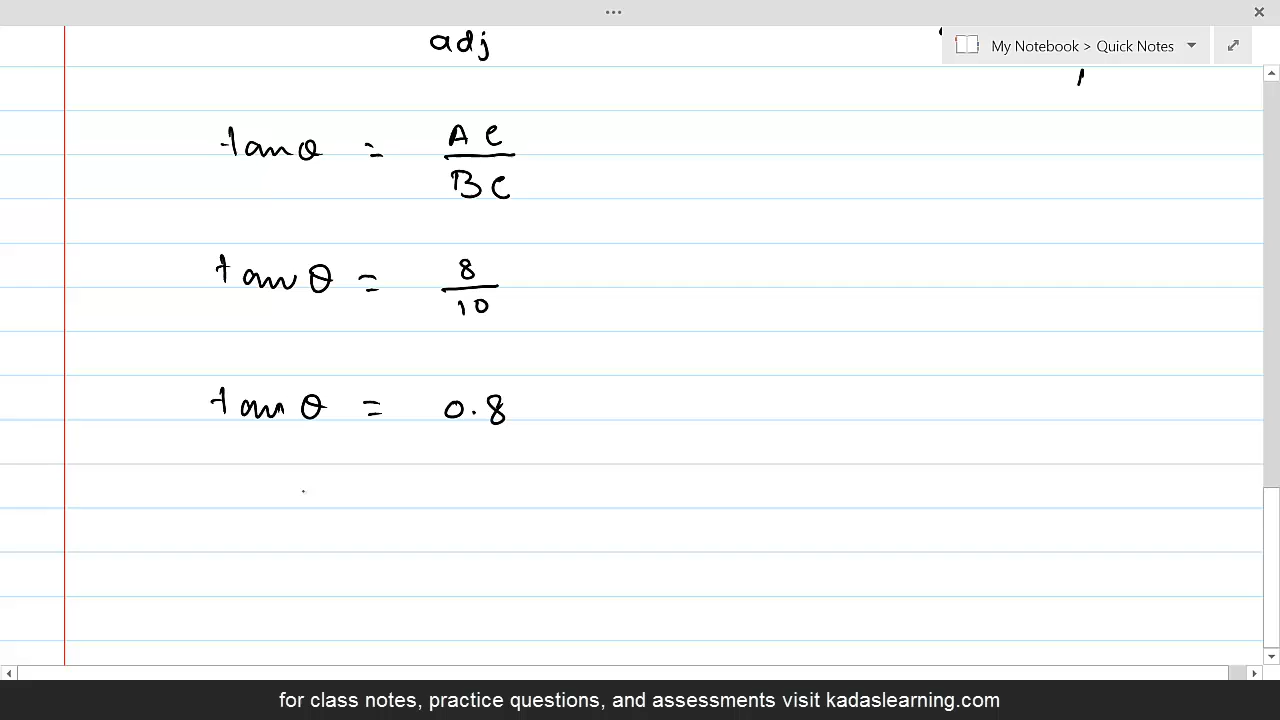 adj
My Notebook > Quick Notes
tanθ = AC
BC
tanθ = 8
10
tanθ = 0.8
for class notes, practice questions, and assessments visit kadaslearning.com